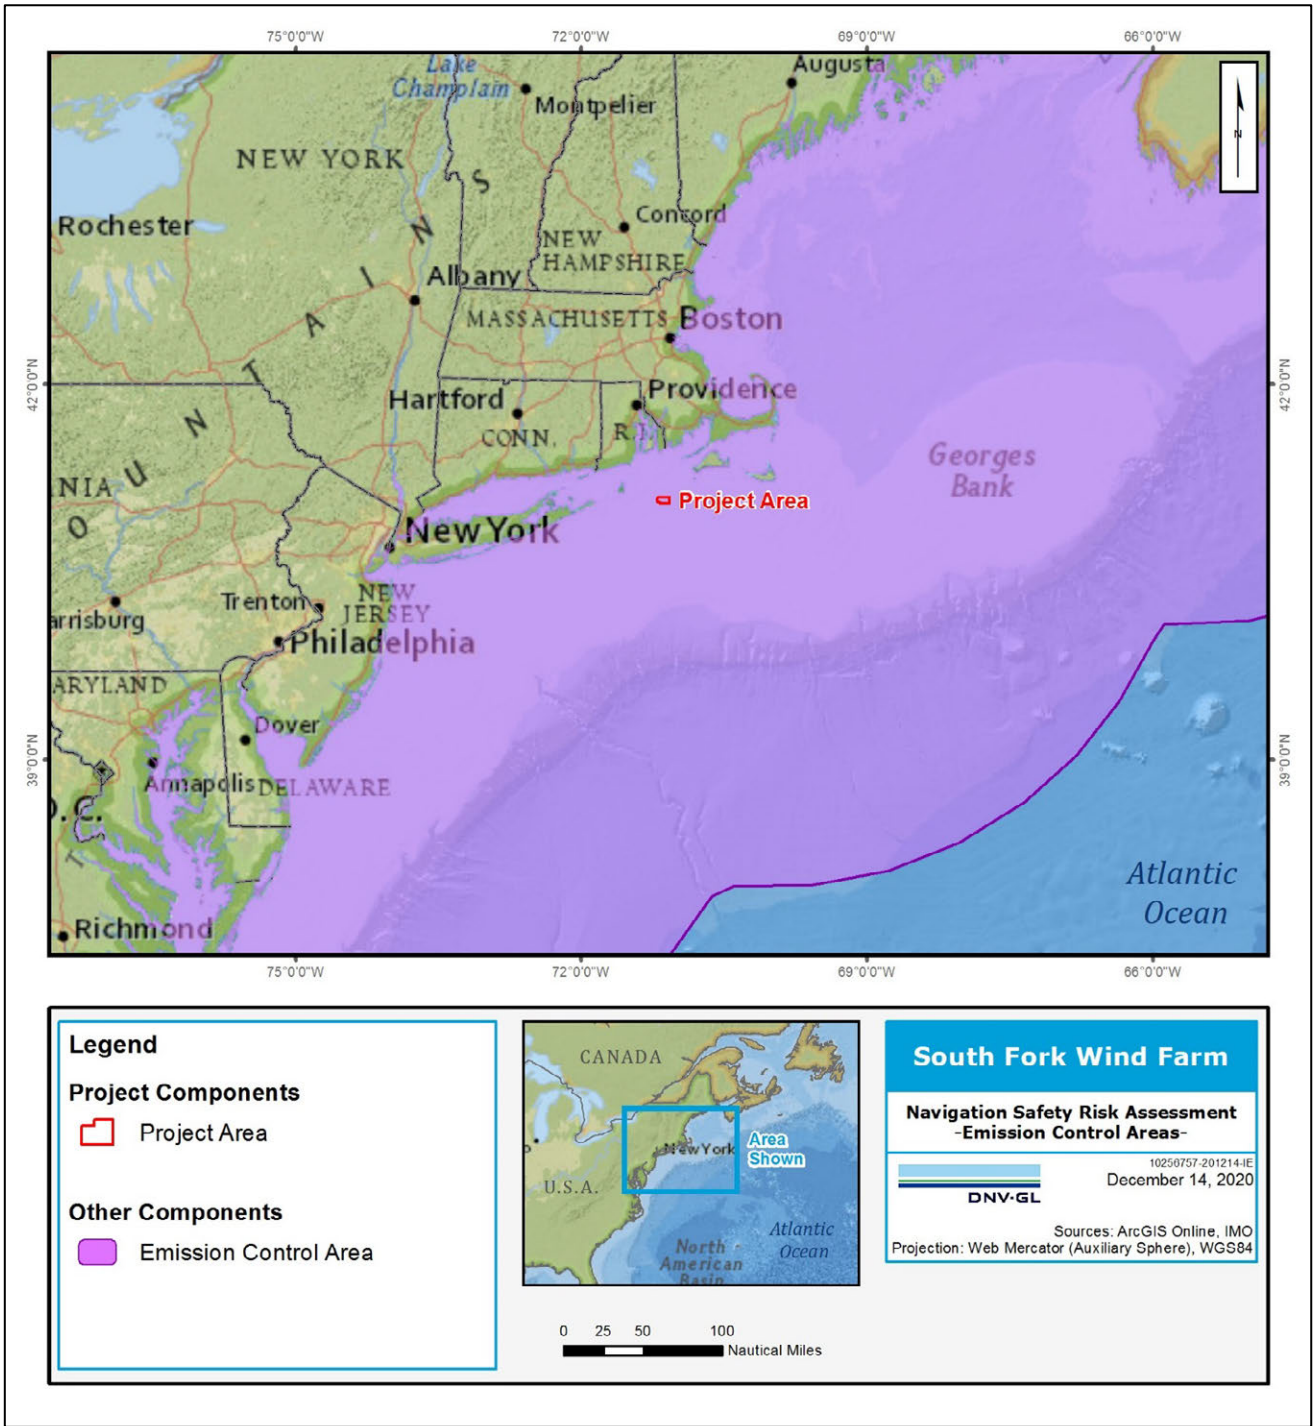 75°0'0"W
72°0'0"W
69°0'0"W
66°0'0"W
Lake
Champlain
Montpelier
Augusta
N
NEW YORK
S
Rochester
Concord
N
NEW
HAMPSHIRE
Albany
I
MASSACHUSETTS
Boston
A
42°0'0"N
T
42°0'0"N
Hartford
Providence
N
CONN.
R.I.
Georges
Bank
NIA
U
Project Area
O
New York
Trenton
NEW
JERSEY
arrisburg
Philadelphia
ARYLAND
Dover
39°0'0"N
39°0'0"N
Annapolis
DELAWARE
D.C.
T
Atlantic
Ocean
Richmond
75°0'0"W
72°0'0"W
69°0'0"W
66°0'0"W
Legend
Project Components
Project Area
Other Components
Emission Control Area
CANADA
New York
Area
Shown
U.S.A.
Atlantic
Ocean
North
American
Basin
0 25 50 100
Nautical Miles
South Fork Wind Farm
Navigation Safety Risk Assessment
-Emission Control Areas-
10256757-201214-IE
December 14, 2020
DNV·GL
Sources: ArcGIS Online, IMO
Projection: Web Mercator (Auxiliary Sphere), WGS84